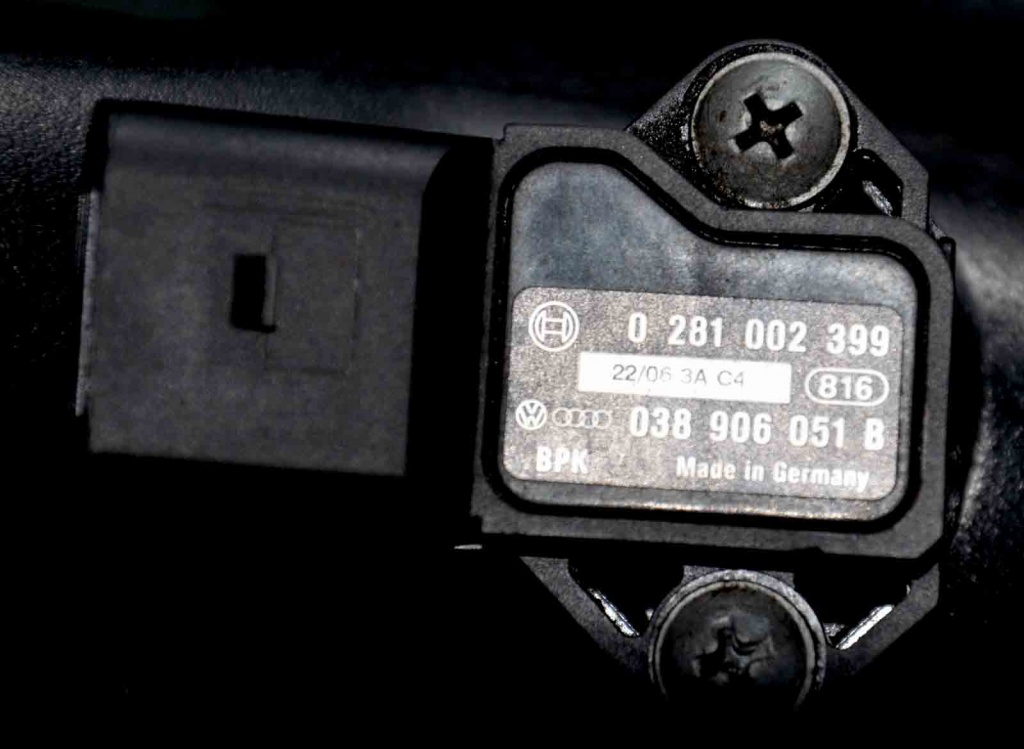 0 281 002 399
22/06 3A C4
816
038 906 051 B
BPK Made in Germany